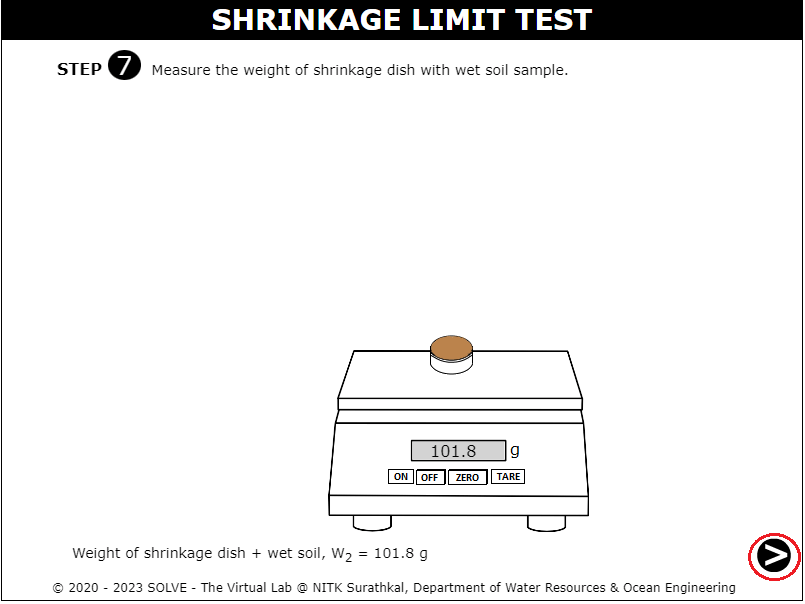 SHRINKAGE LIMIT TEST
STEP 7 Measure the weight of shrinkage dish with wet soil sample.
101.8 g
ON OFF ZERO TARE
Weight of shrinkage dish + wet soil, W2 = 101.8 g
>
© 2020 - 2023 SOLVE - The Virtual Lab @ NITK Surathkal, Department of Water Resources & Ocean Engineering